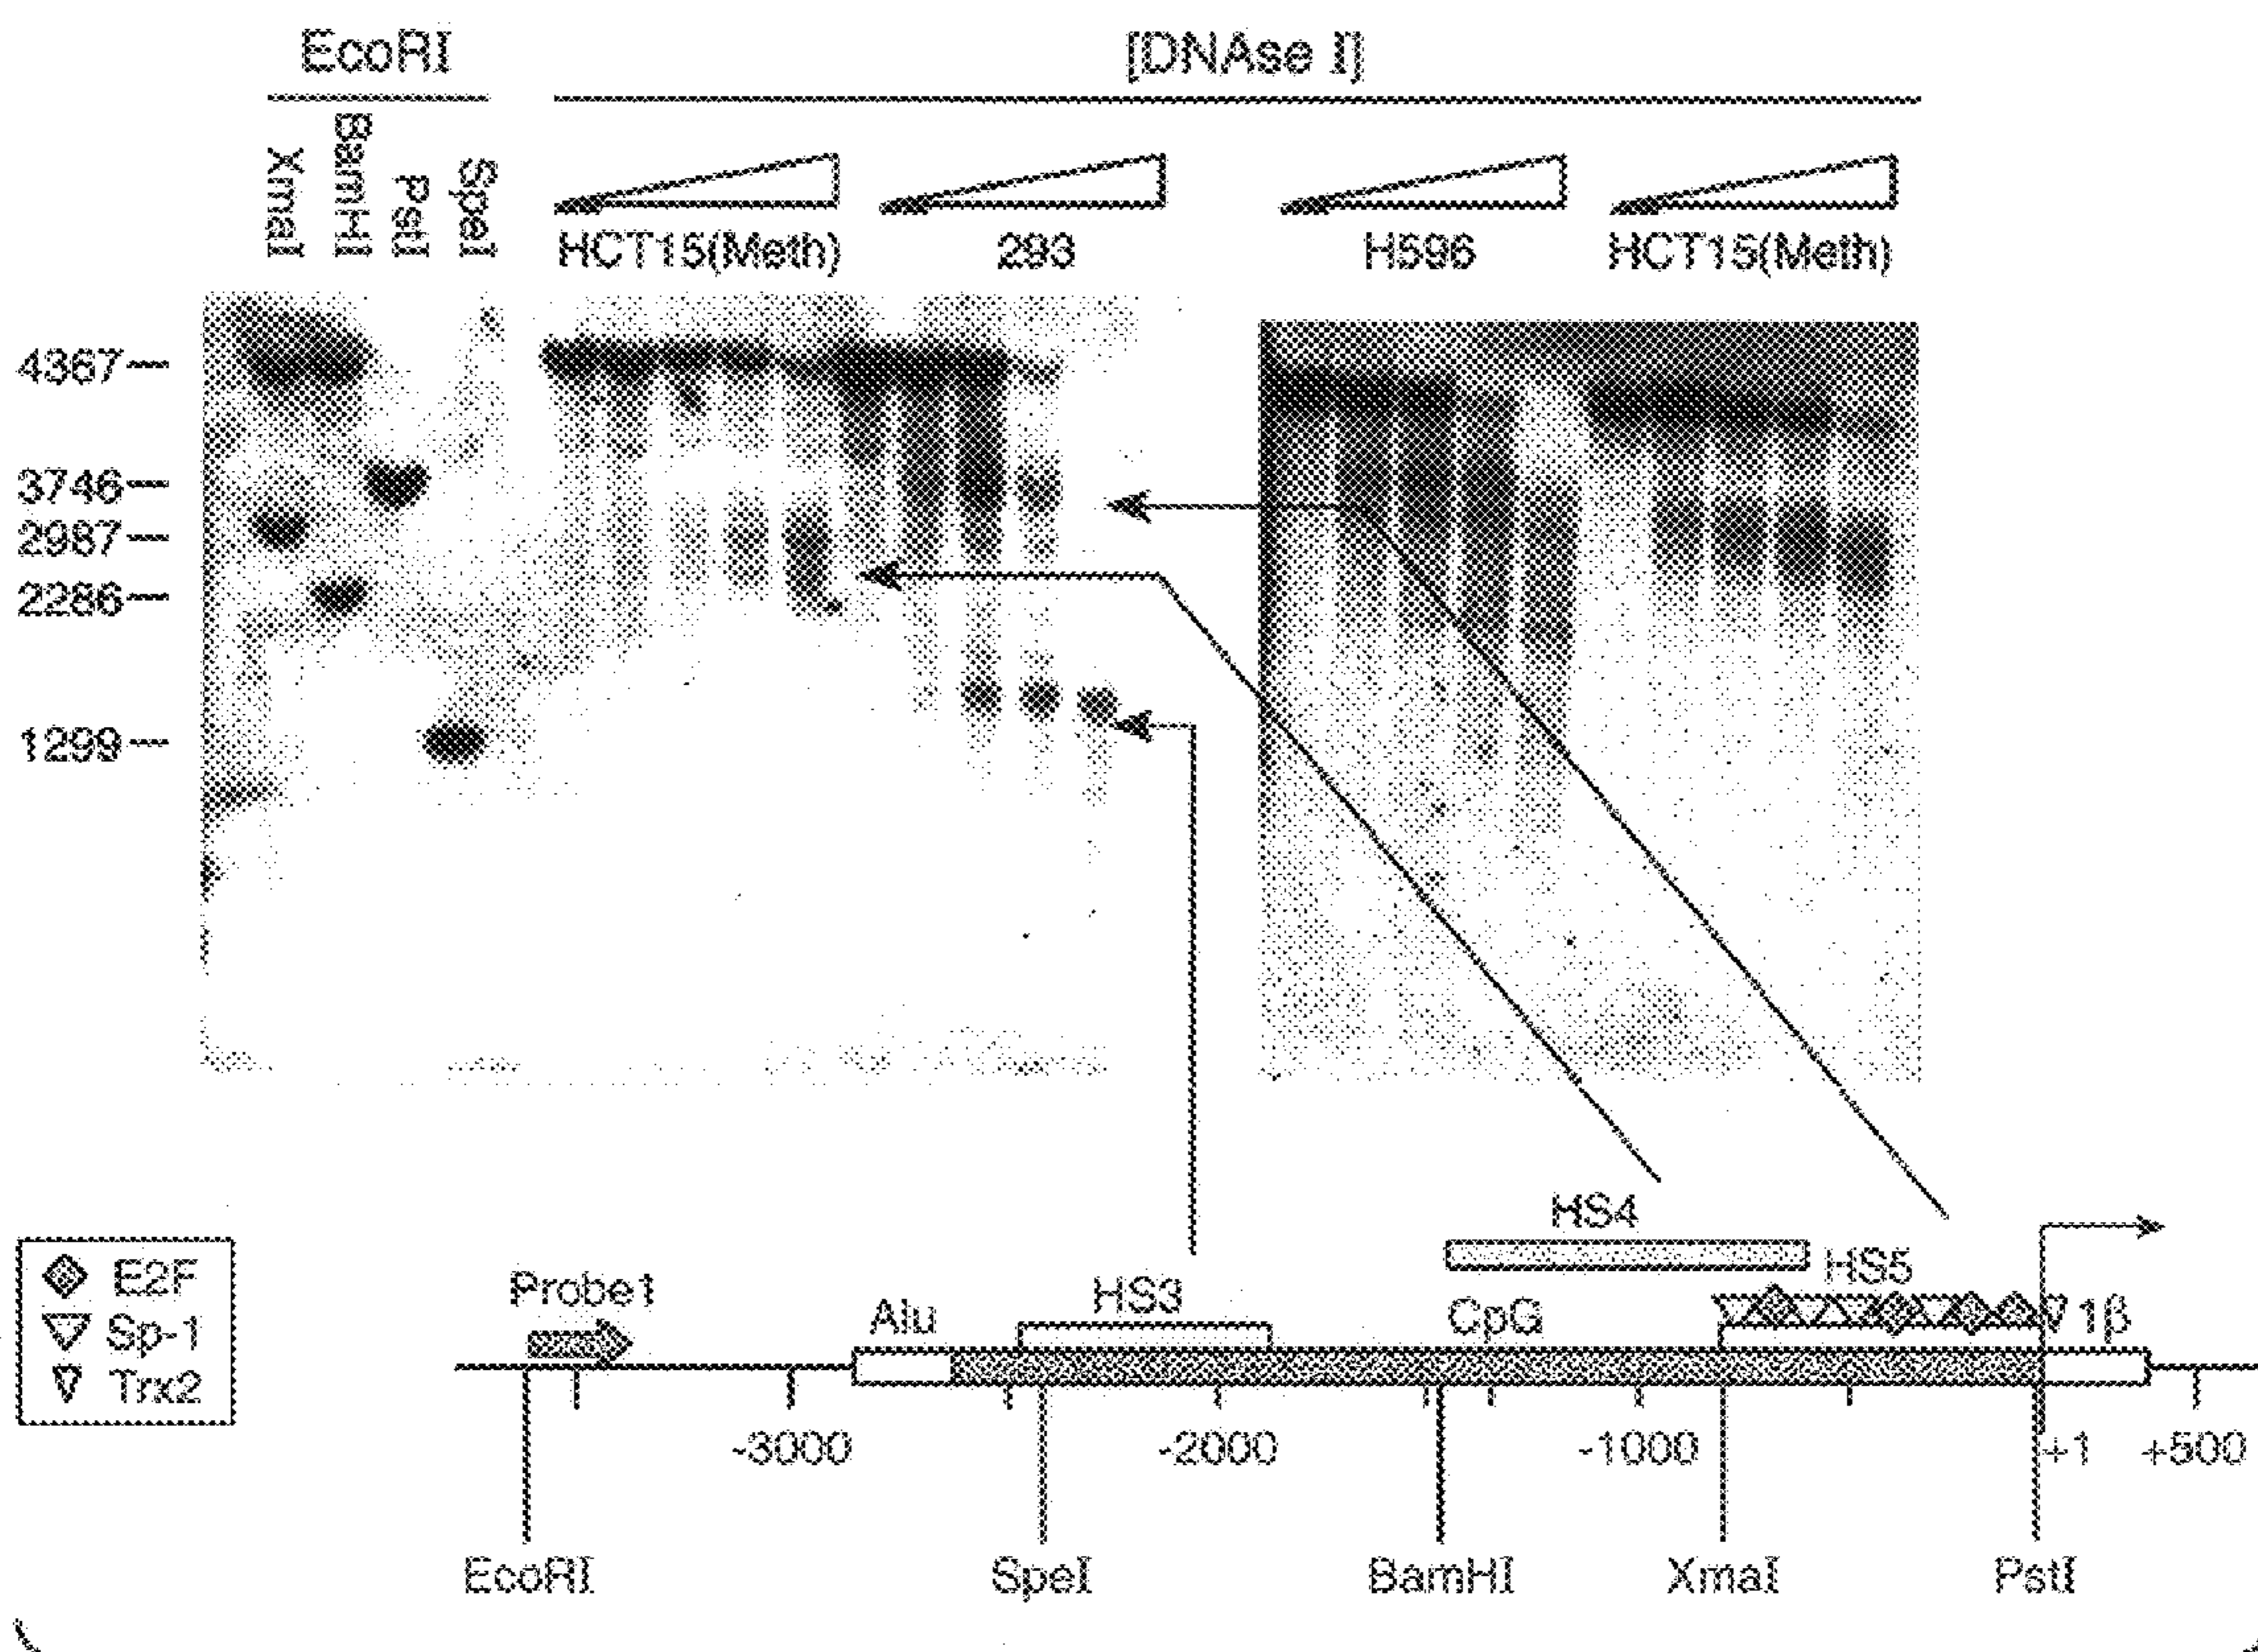 EcoRI
[DNAse I]
XmaI
BamHI
PstI
SpeI
HCT15(Meth)
293
H596
HCT15(Meth)
4367
3746
2987
2286
1299
HS4
HS5
E2F
Sp-1
Trx2
Probe1
Alu
HS3
CpG
1β
-3000
-2000
-1000
+1
+500
EcoRI
SpeI
BamHI
XmaI
PstI